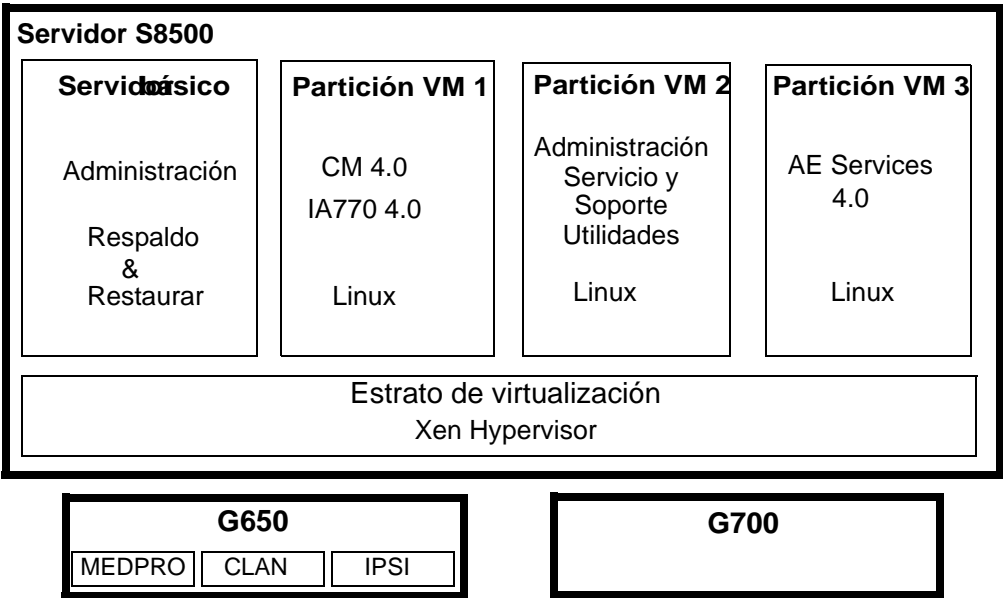 Servidor S8500
Servidor básico
Administración
Respaldo
&
Restaurar
Partición VM 1
CM 4.0
IA770 4.0
Linux
Partición VM 2
Administración
Servicio y
Soporte
Utilidades
Linux
Partición VM 3
AE Services
4.0
Linux
Estrato de virtualización
Xen Hypervisor
G650
MEDPRO
CLAN
IPSI
G700